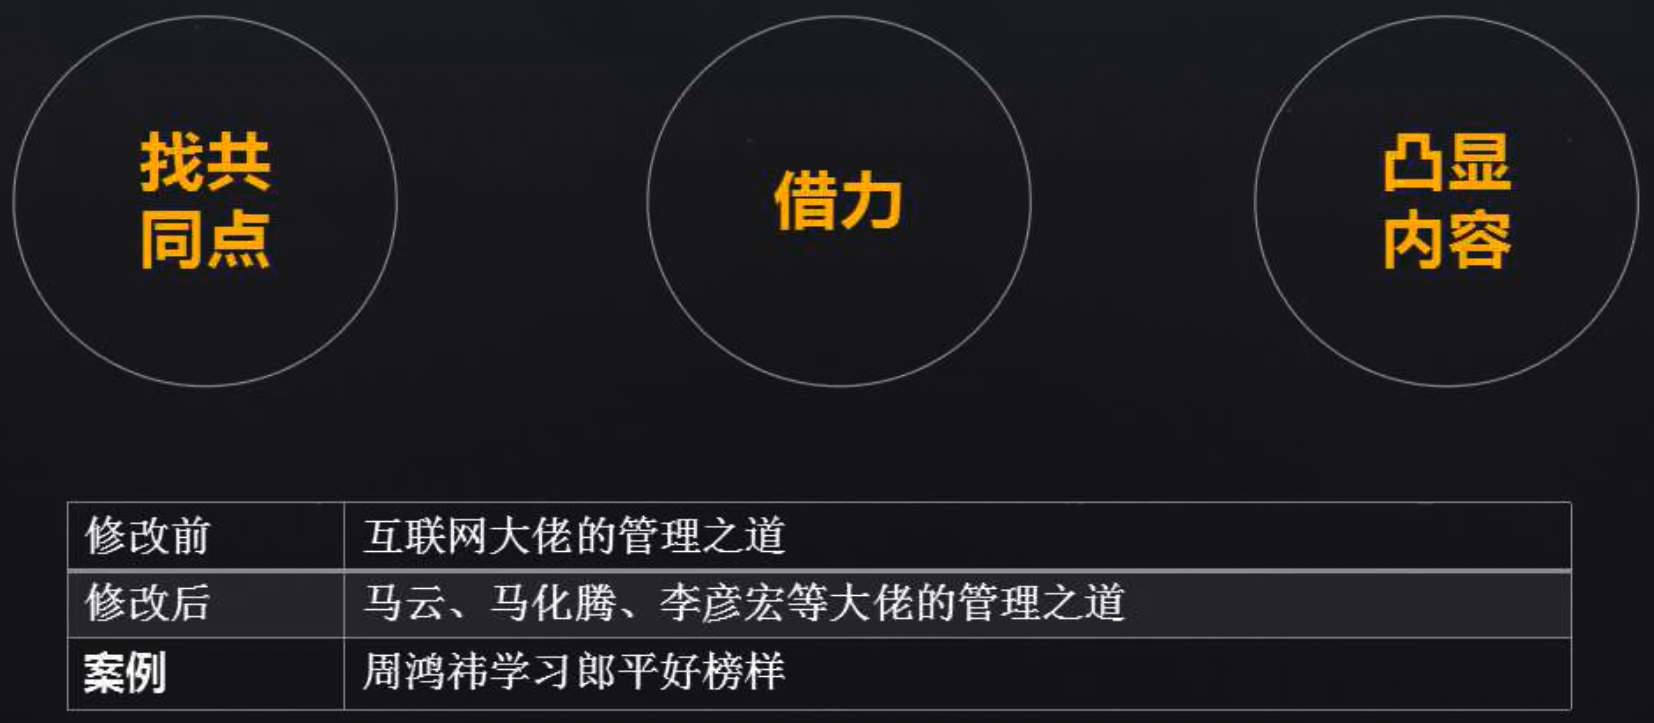 找共
同点
借力
凸显
内容
修改前 互联网大佬的管理之道
修改后 马云、马化腾、李彦宏等大佬的管理之道
案例 周鸿祎学习郎平好榜样